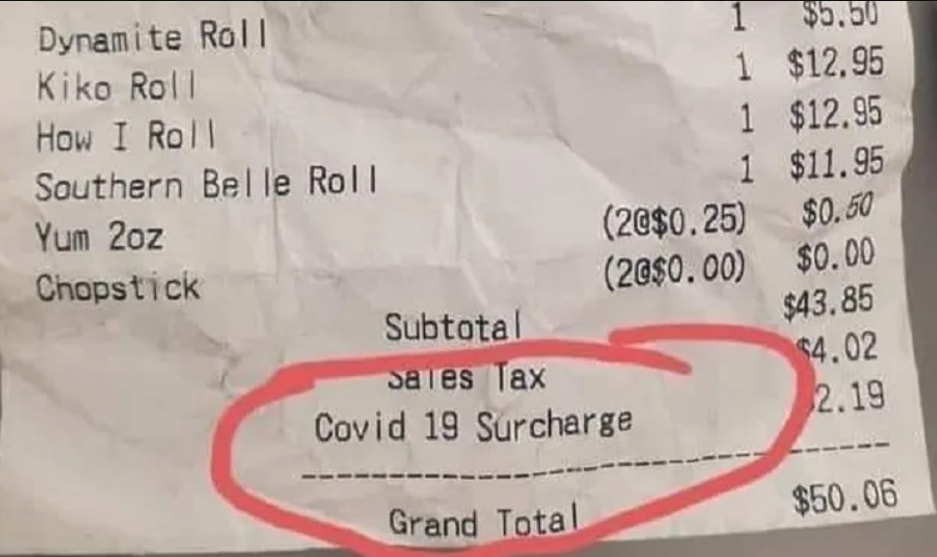 Dynamite Roll 1 $5.50
Kiko Roll 1 $12.95
How I Roll 1 $12.95
Southern Belle Roll 1 $11.95
Yum 2oz (2@$0.25) $0.50
Chopstick (2@$0.00) $0.00
Subtotal $43.85
Sales Tax $4.02
Covid 19 Surcharge 2.19
Grand Total $50.06